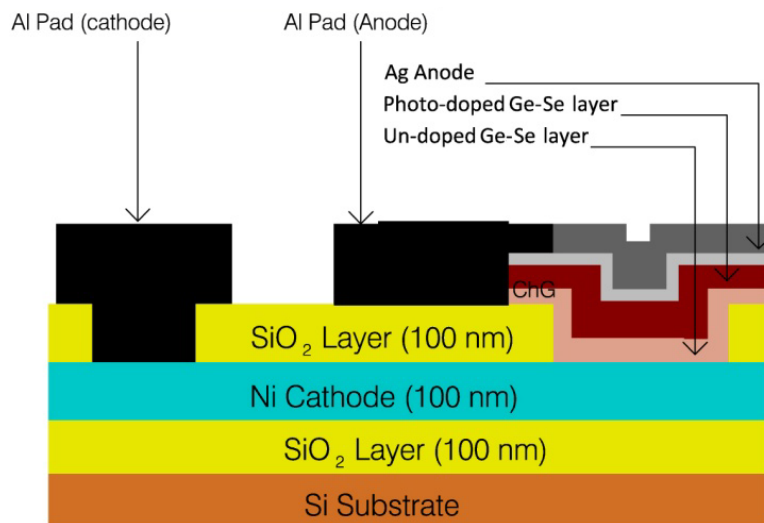 Al Pad (cathode)
Al Pad (Anode)
Ag Anode
Photo-doped Ge-Se layer
Un-doped Ge-Se layer
ChG
SiO₂ Layer (100 nm)
Ni Cathode (100 nm)
SiO₂ Layer (100 nm)
Si Substrate